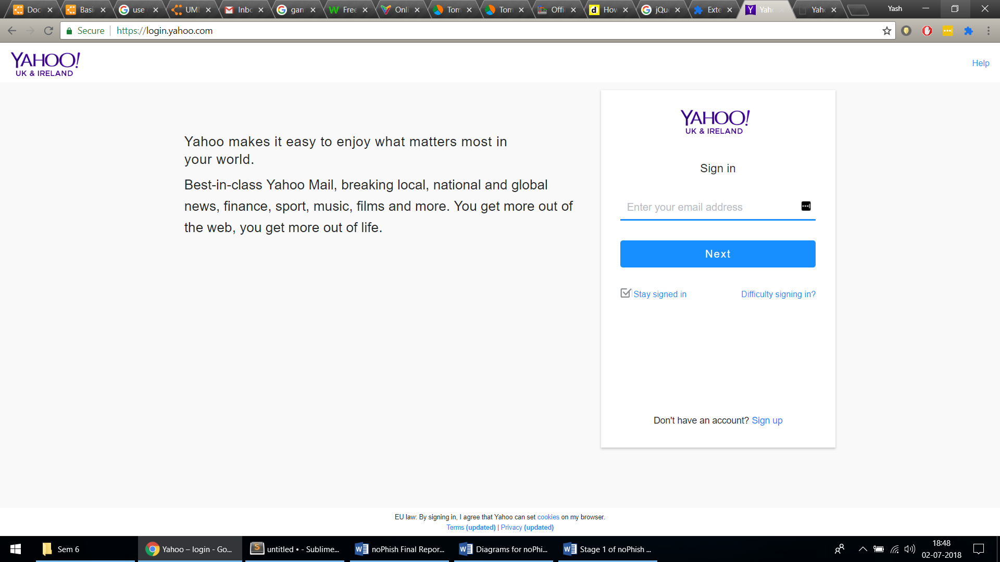 Doc
Basi
use
UMI
Inbo
gan
Free
Onli
Tom
Tom
Offi
How
jQu
Exte
Yah
Yah
Yash
Secure
https://login.yahoo.com
YAHOO!
UK & IRELAND
Help
Yahoo makes it easy to enjoy what matters most in
your world.
Best-in-class Yahoo Mail, breaking local, national and global
news, finance, sport, music, films and more. You get more out of
the web, you get more out of life.
YAHOO!
UK & IRELAND
Sign in
Enter your email address
Next
Stay signed in
Difficulty signing in?
Don't have an account? Sign up
EU law: By signing in, I agree that Yahoo can set cookies on my browser.
Terms (updated) | Privacy (updated)
Sem 6
Yahoo – login - Go...
untitled • - Sublime...
noPhish Final Repor...
Diagrams for noPhi...
Stage 1 of noPhish ...
18:48
02-07-2018